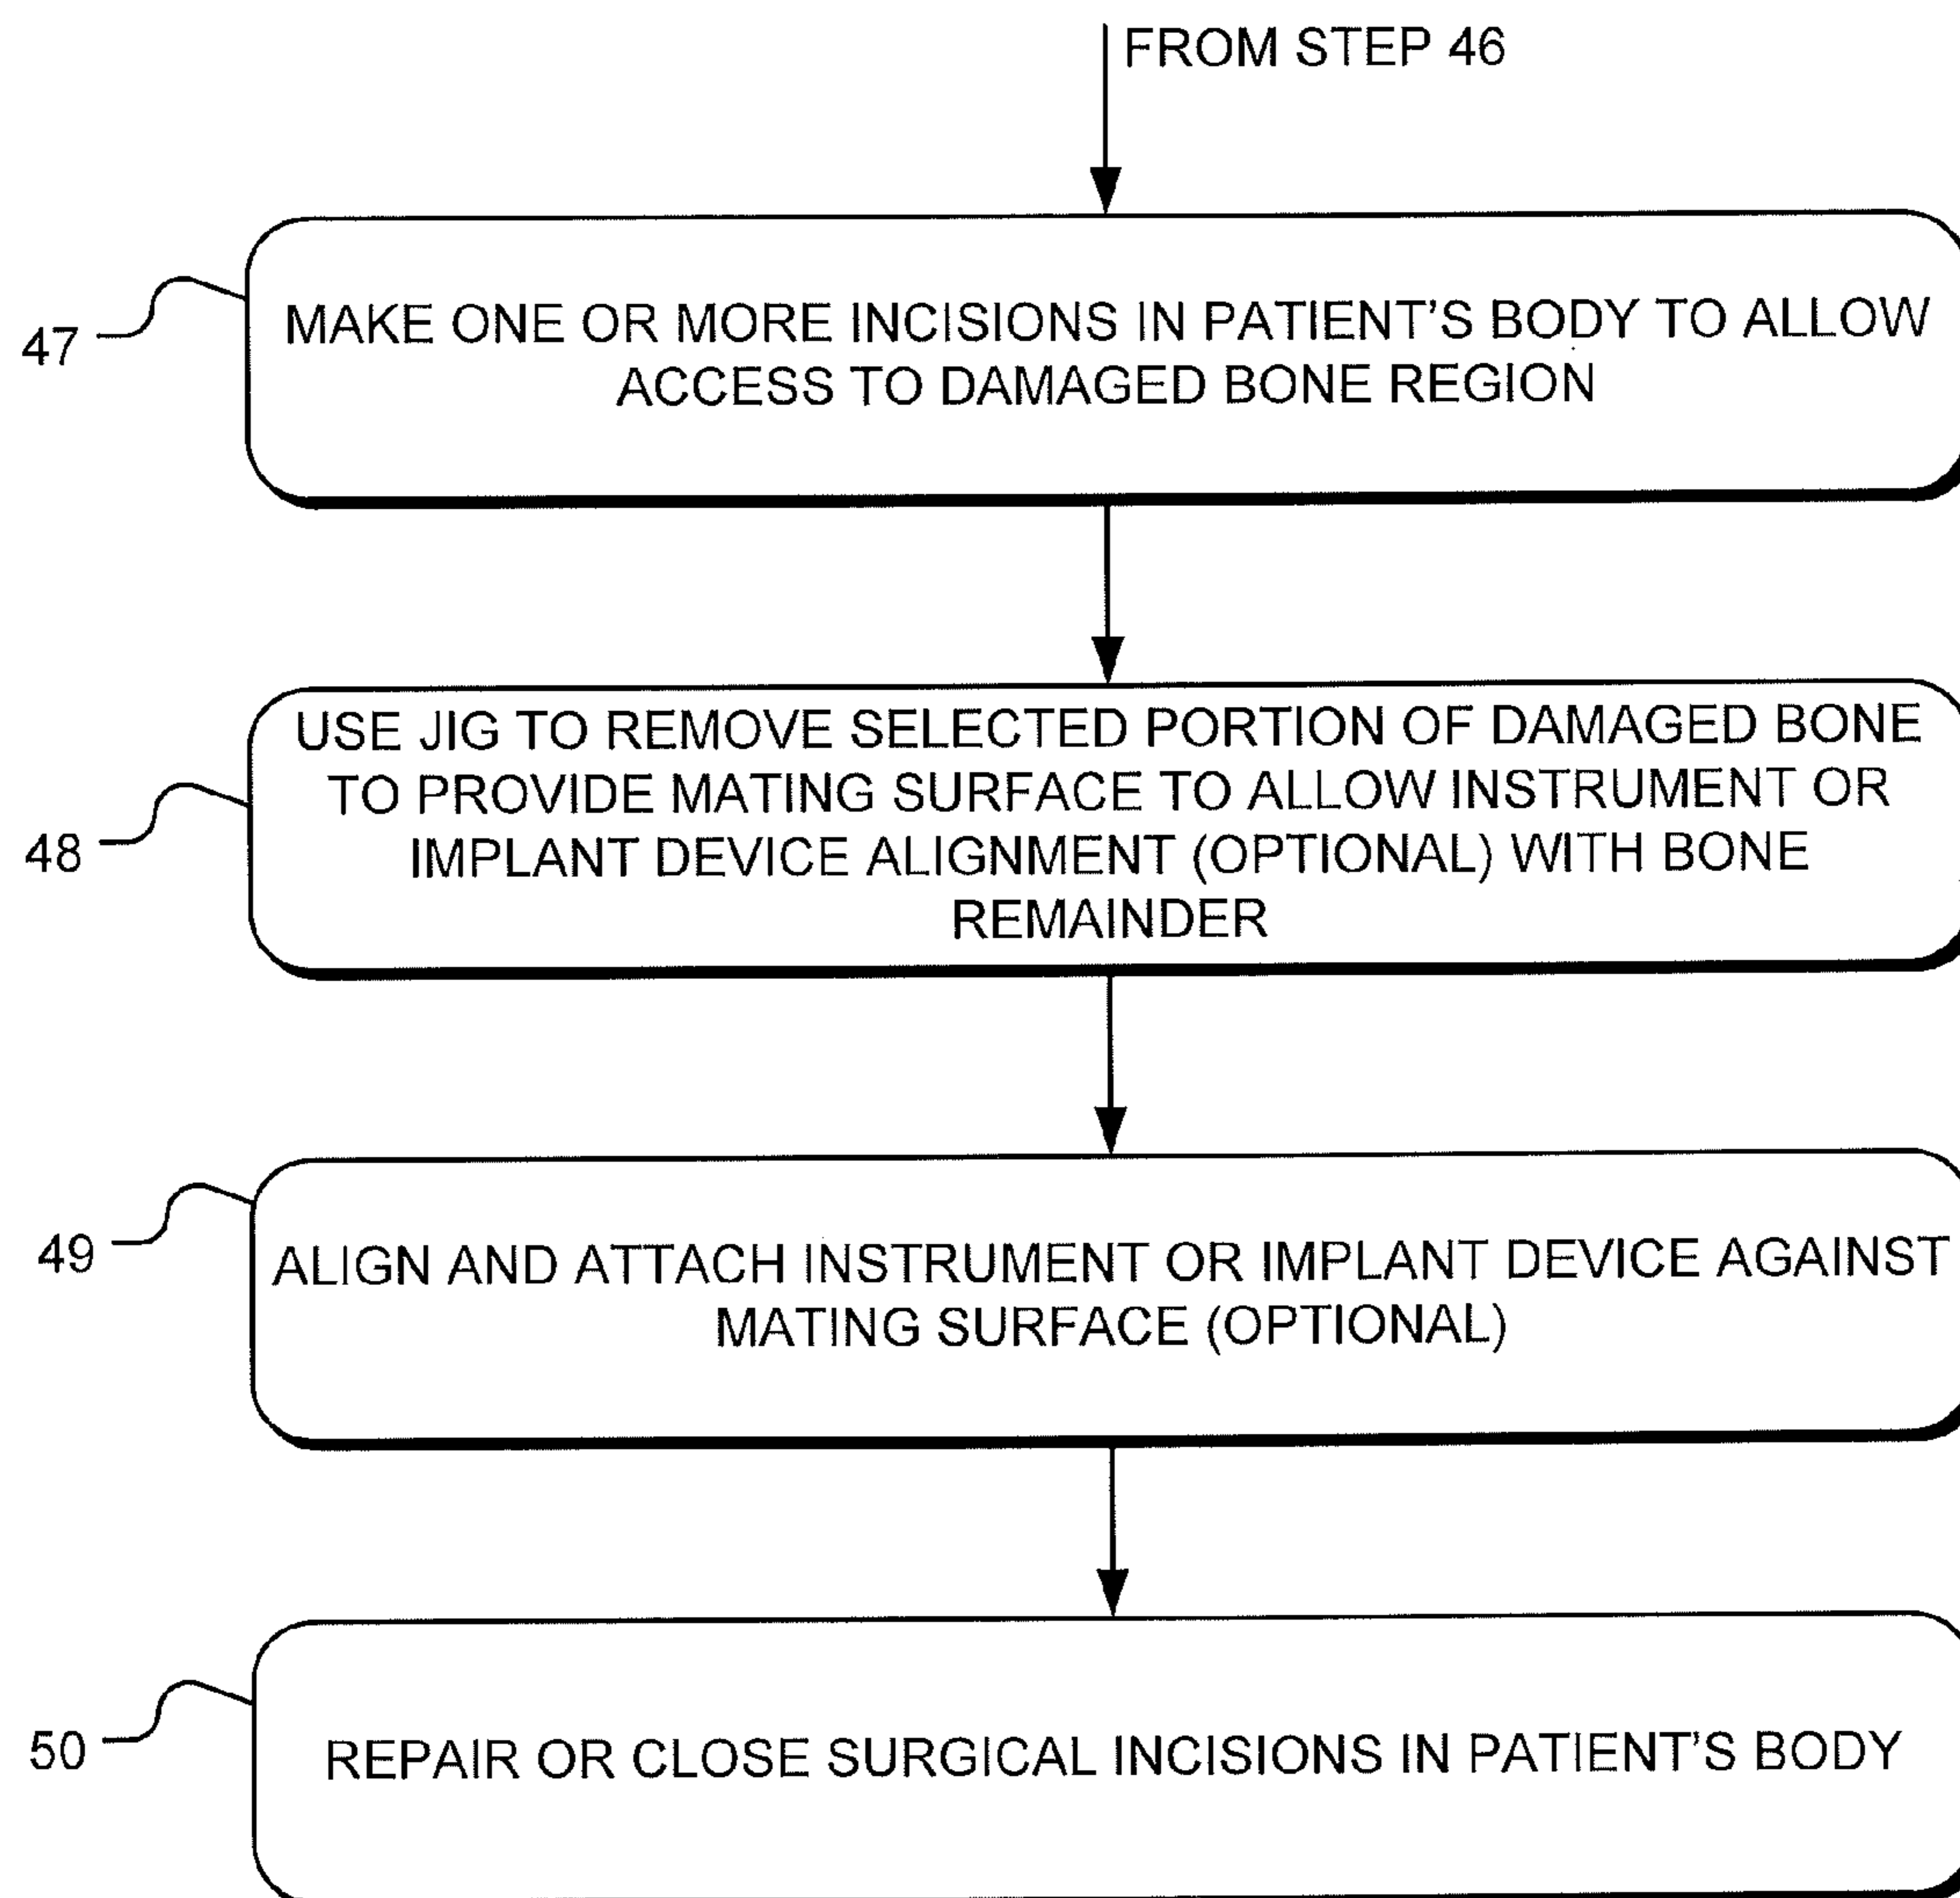 FROM STEP 46
47
MAKE ONE OR MORE INCISIONS IN PATIENT'S BODY TO ALLOW
ACCESS TO DAMAGED BONE REGION
48
USE JIG TO REMOVE SELECTED PORTION OF DAMAGED BONE
TO PROVIDE MATING SURFACE TO ALLOW INSTRUMENT OR
IMPLANT DEVICE ALIGNMENT (OPTIONAL) WITH BONE
REMAINDER
49
ALIGN AND ATTACH INSTRUMENT OR IMPLANT DEVICE AGAINST
MATING SURFACE (OPTIONAL)
50
REPAIR OR CLOSE SURGICAL INCISIONS IN PATIENT'S BODY